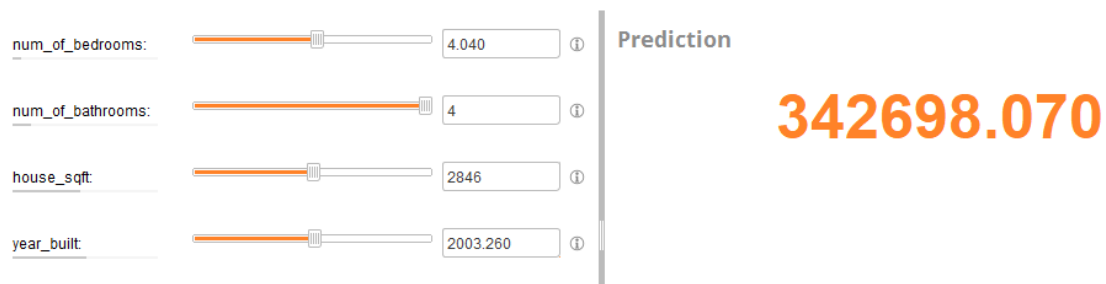 num_of_bedrooms: 4.040
num_of_bathrooms: 4
house_sqft: 2846
year_built: 2003.260
Prediction
342698.070